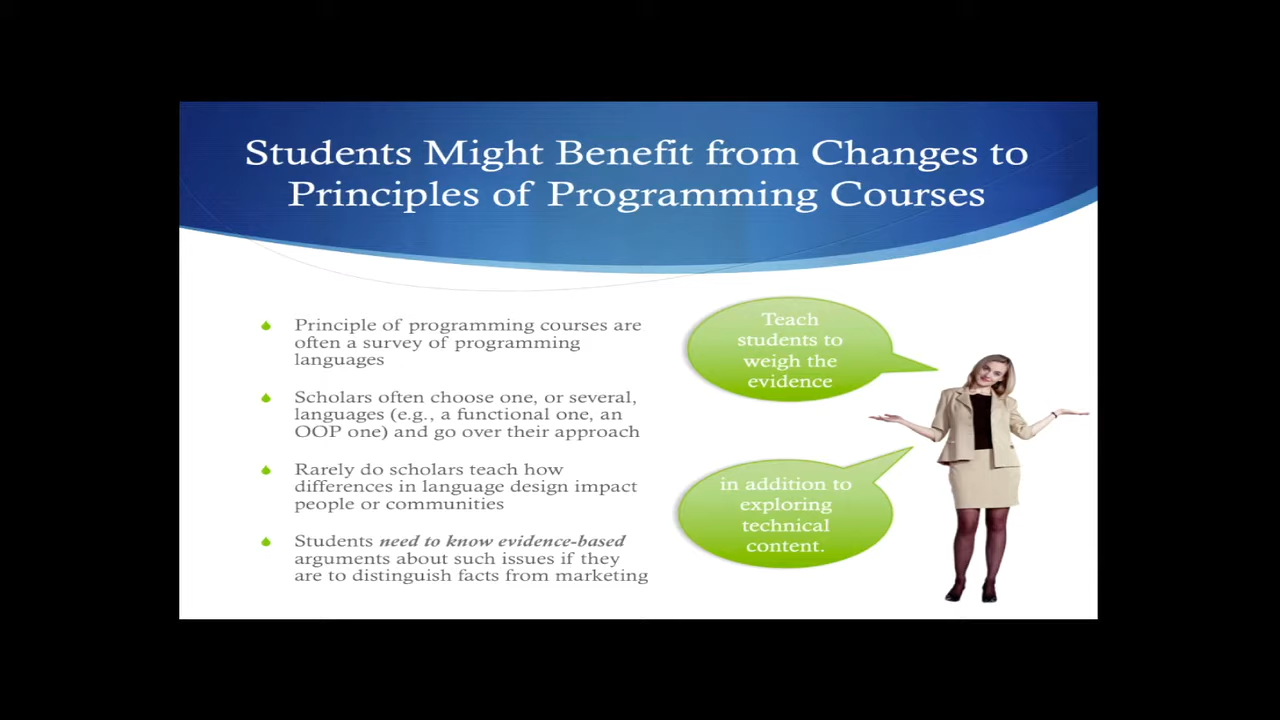 Students Might Benefit from Changes to
Principles of Programming Courses
Principle of programming courses are
often a survey of programming
languages
Scholars often choose one, or several,
languages (e.g., a functional one, an
OOP one) and go over their approach
Rarely do scholars teach how
differences in language design impact
people or communities
Students need to know evidence-based
arguments about such issues if they
are to distinguish facts from marketing
Teach
students to
weigh the
evidence
in addition to
exploring
technical
content.